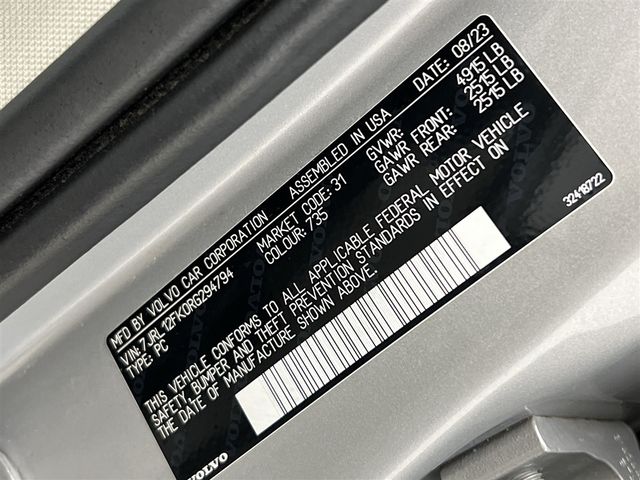 MFD BY VOLVO CAR CORPORATION ASSEMBLED IN USA DATE: 08/23
VIN: 7JRL12FK0RG294794 MARKET CODE: 31 GVWR: 4915 LB
TYPE: PC COLOUR: 735 GAWR FRONT: 2515 LB
GAWR REAR: 2515 LB
THIS VEHICLE CONFORMS TO ALL APPLICABLE FEDERAL MOTOR VEHICLE
SAFETY, BUMPER AND THEFT PREVENTION STANDARDS IN EFFECT ON
THE DATE OF MANUFACTURE SHOWN ABOVE.
32418722
VOLVO